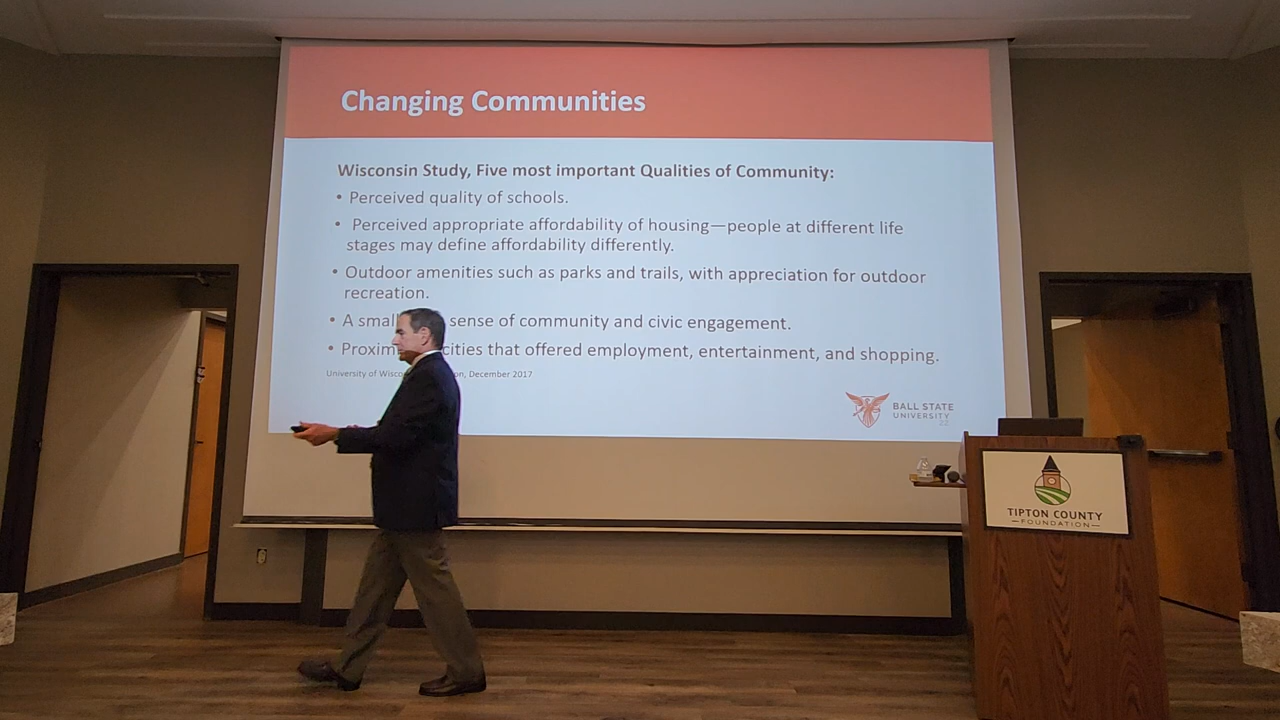 Changing Communities
Wisconsin Study, Five most important Qualities of Community:
• Perceived quality of schools.
• Perceived appropriate affordability of housing—people at different life
stages may define affordability differently.
• Outdoor amenities such as parks and trails, with appreciation for outdoor
recreation.
• A small sense of community and civic engagement.
• cities that offered employment, entertainment, and shopping.
University of December 2017
BALL STATE
UNIVERSITY
22
TIPTON COUNTY
—FOUNDATION—